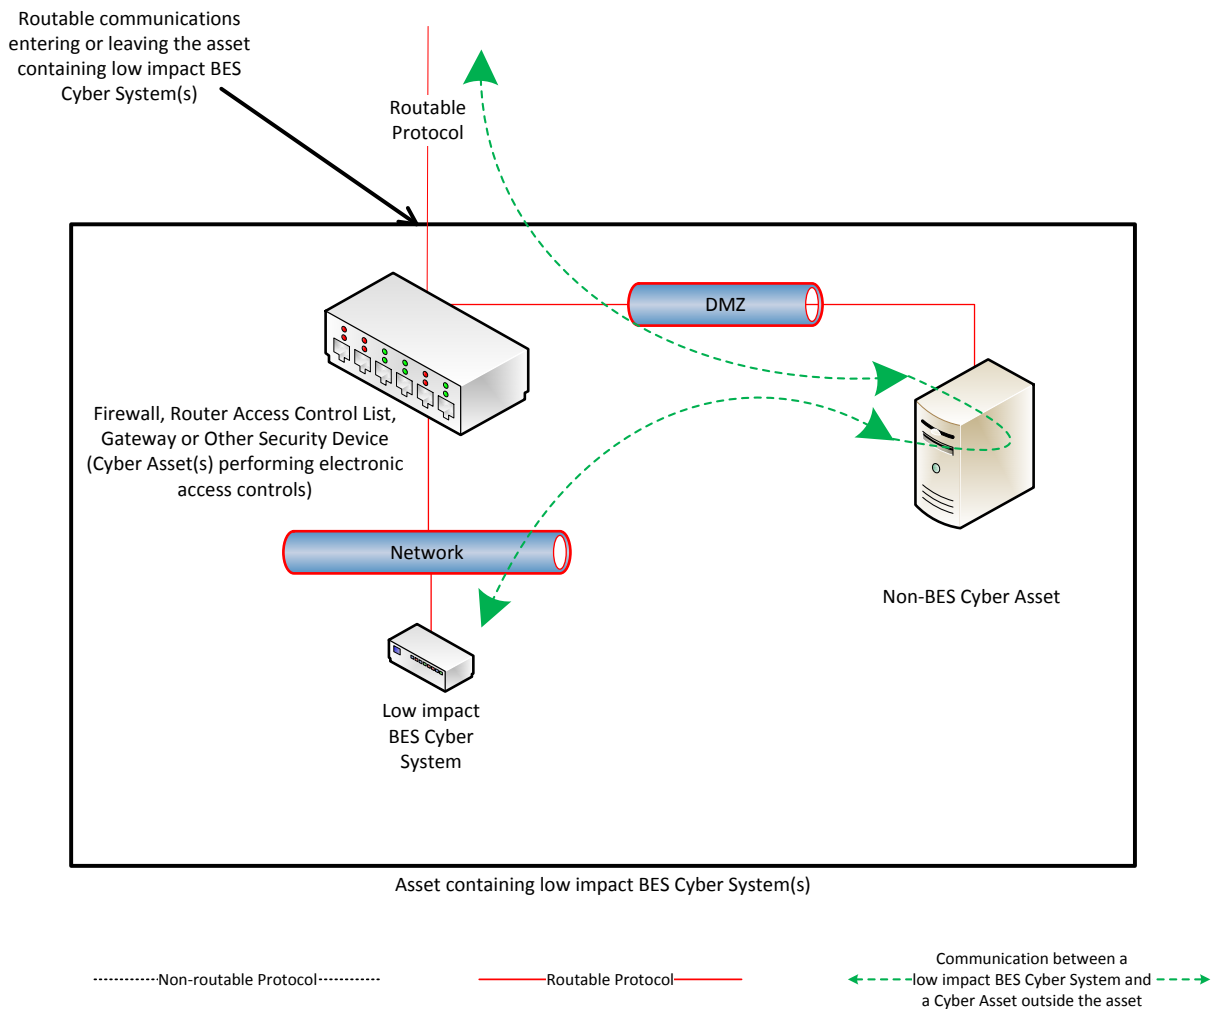 Routable communications
entering or leaving the asset
containing low impact BES
Cyber System(s)
Routable
Protocol
DMZ
Firewall, Router Access Control List,
Gateway or Other Security Device
(Cyber Asset(s) performing electronic
access controls)
Network
Non-BES Cyber Asset
Low impact
BES Cyber
System
Asset containing low impact BES Cyber System(s)
Non-routable Protocol
Routable Protocol
Communication between a
low impact BES Cyber System and
a Cyber Asset outside the asset